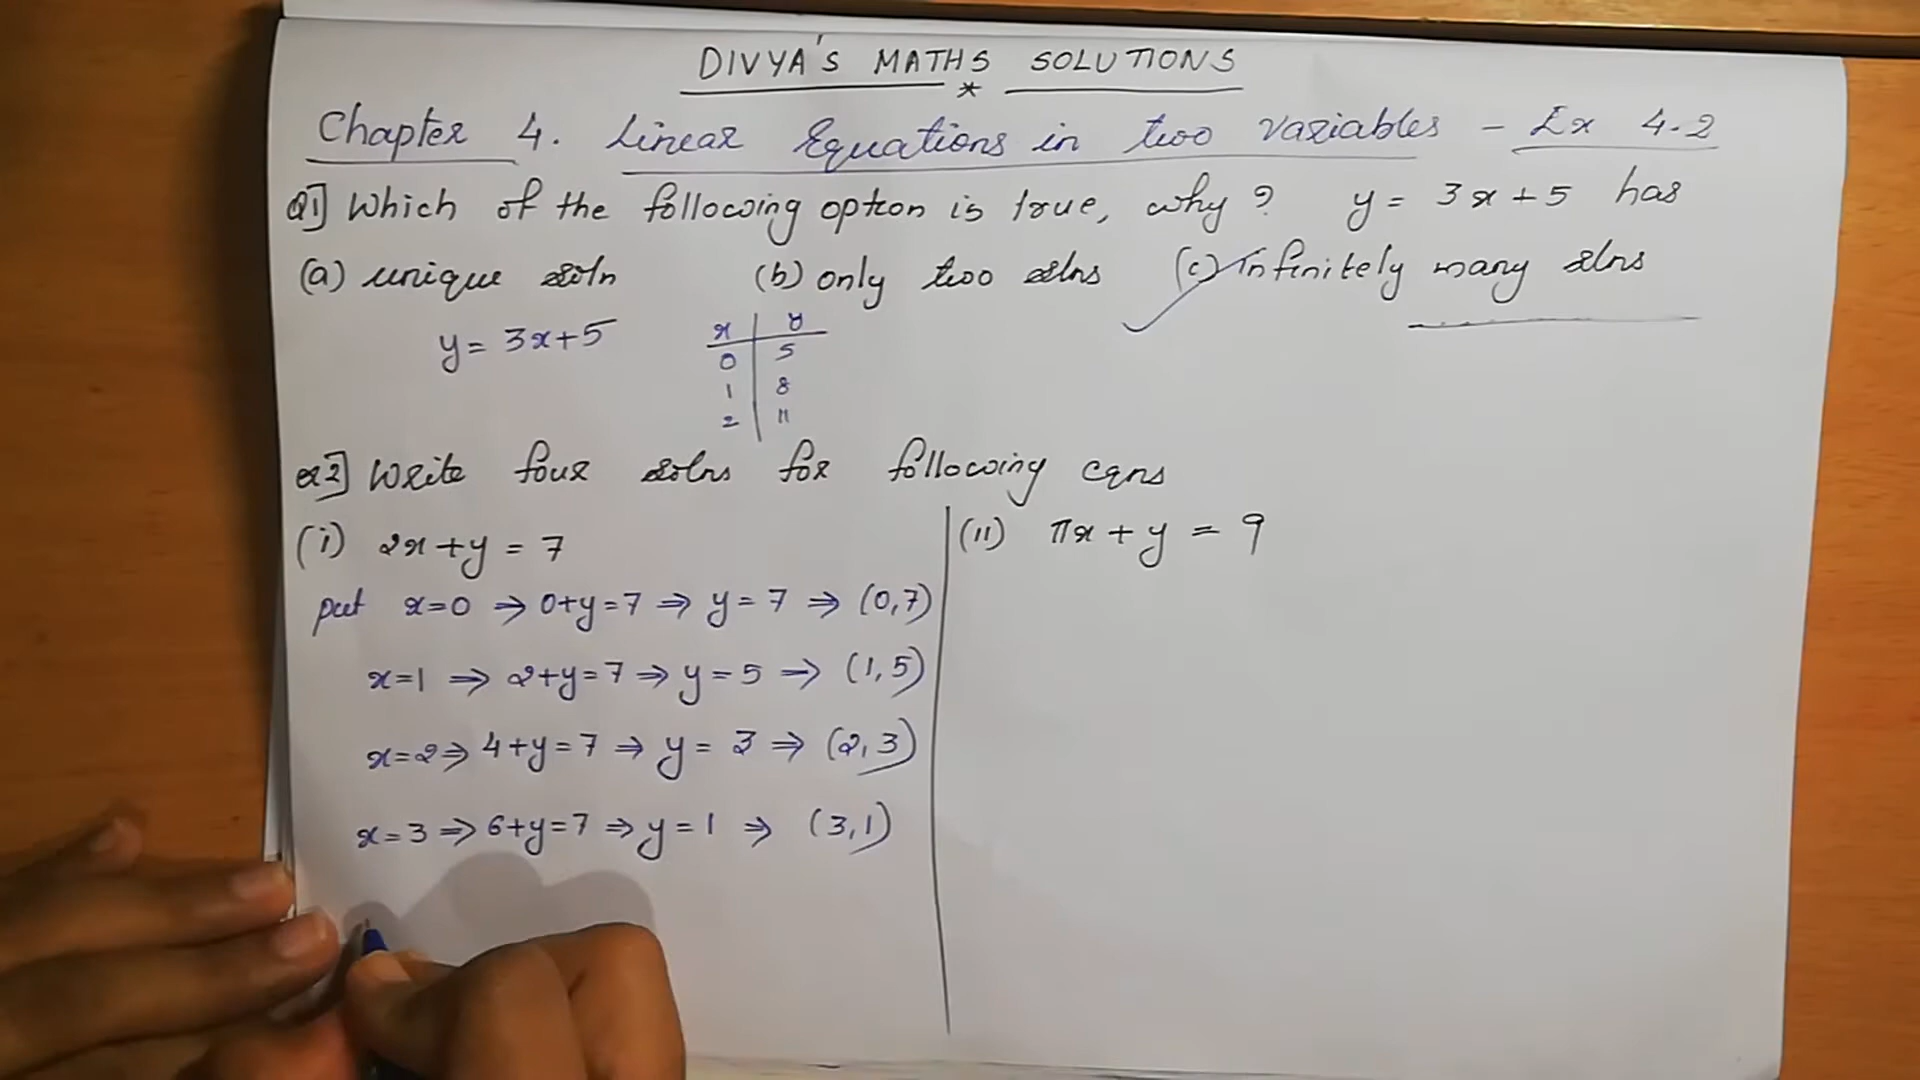 DIVYA'S MATHS SOLUTIONS
*
Chapter 4. Linear Equations in two variables - Ex 4.2
Q1] Which of the following option is true, why? y = 3x+5 has
(a) unique soln (b) only two solns (c) infinitely many solns
y = 3x+5
x | y
0 | 5
1 | 8
2 | 11
Q2] Write four solns for following eqns
(i) 2x+y = 7
put x=0 ⇒ 0+y=7 ⇒ y=7 ⇒ (0,7)
x=1 ⇒ 2+y=7 ⇒ y=5 ⇒ (1,5)
x=2 ⇒ 4+y=7 ⇒ y=3 ⇒ (2,3)
x=3 ⇒ 6+y=7 ⇒ y=1 ⇒ (3,1)
(ii) πx + y = 9